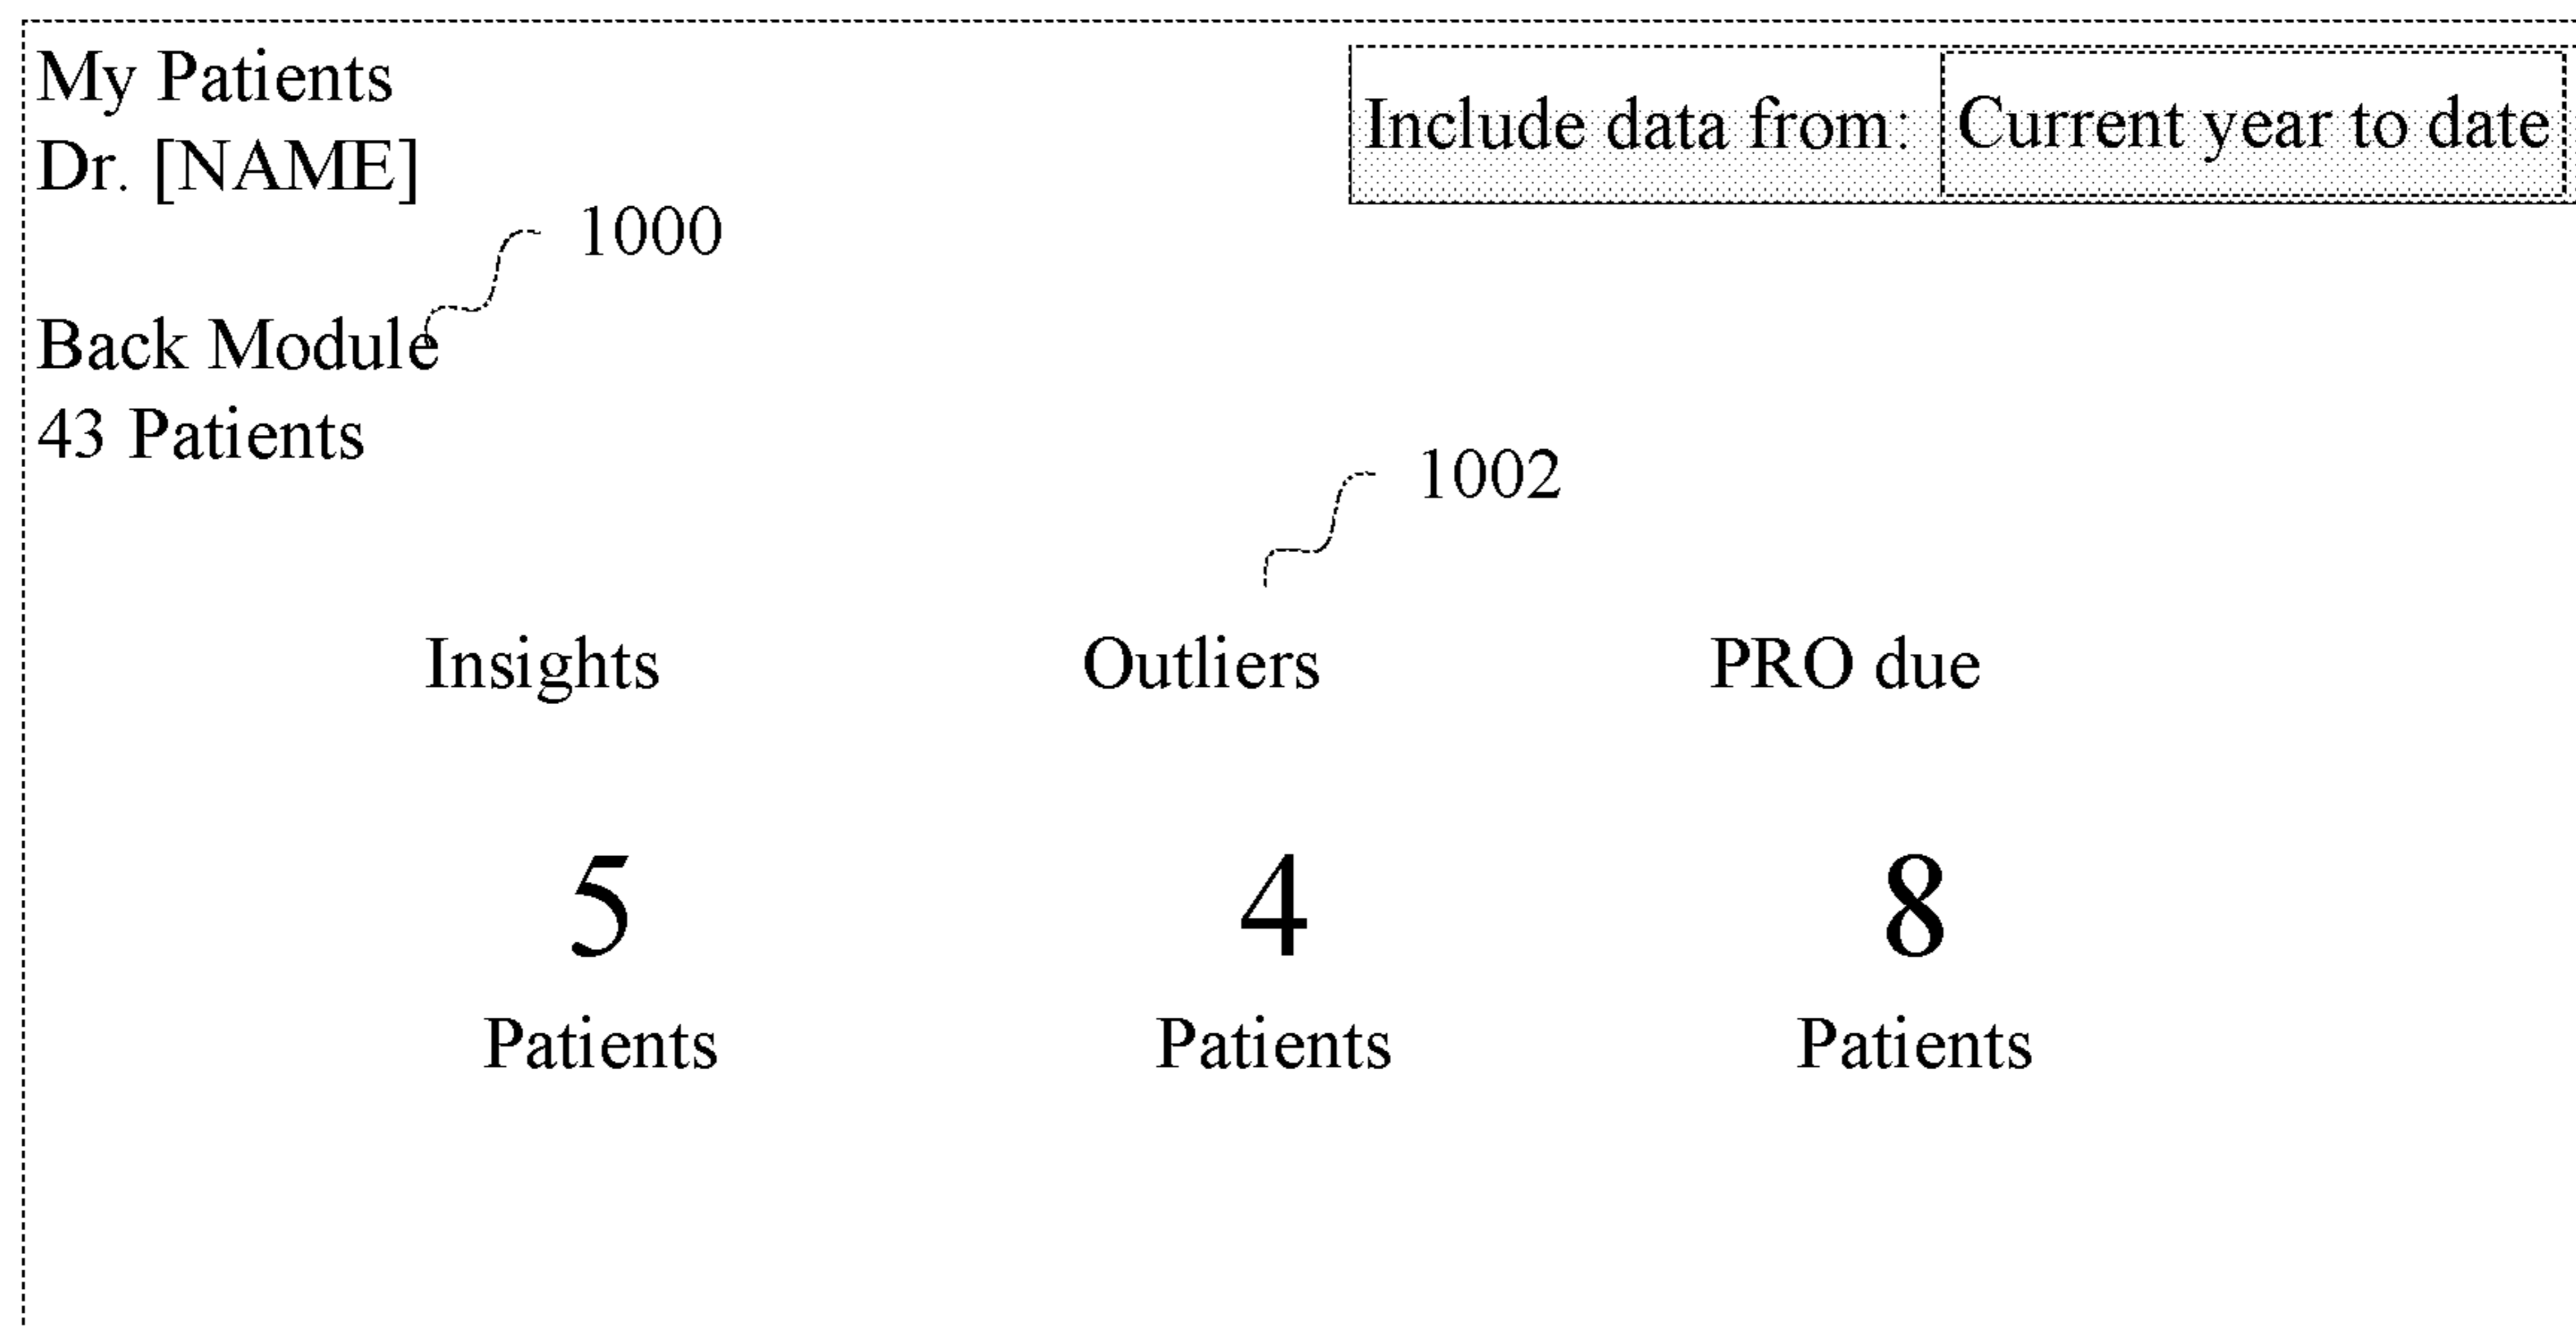 My Patients
Include data from: Current year to date
Dr. [NAME]
1000
Back Module
43 Patients
1002
Insights Outliers PRO due
5 4 8
Patients Patients Patients